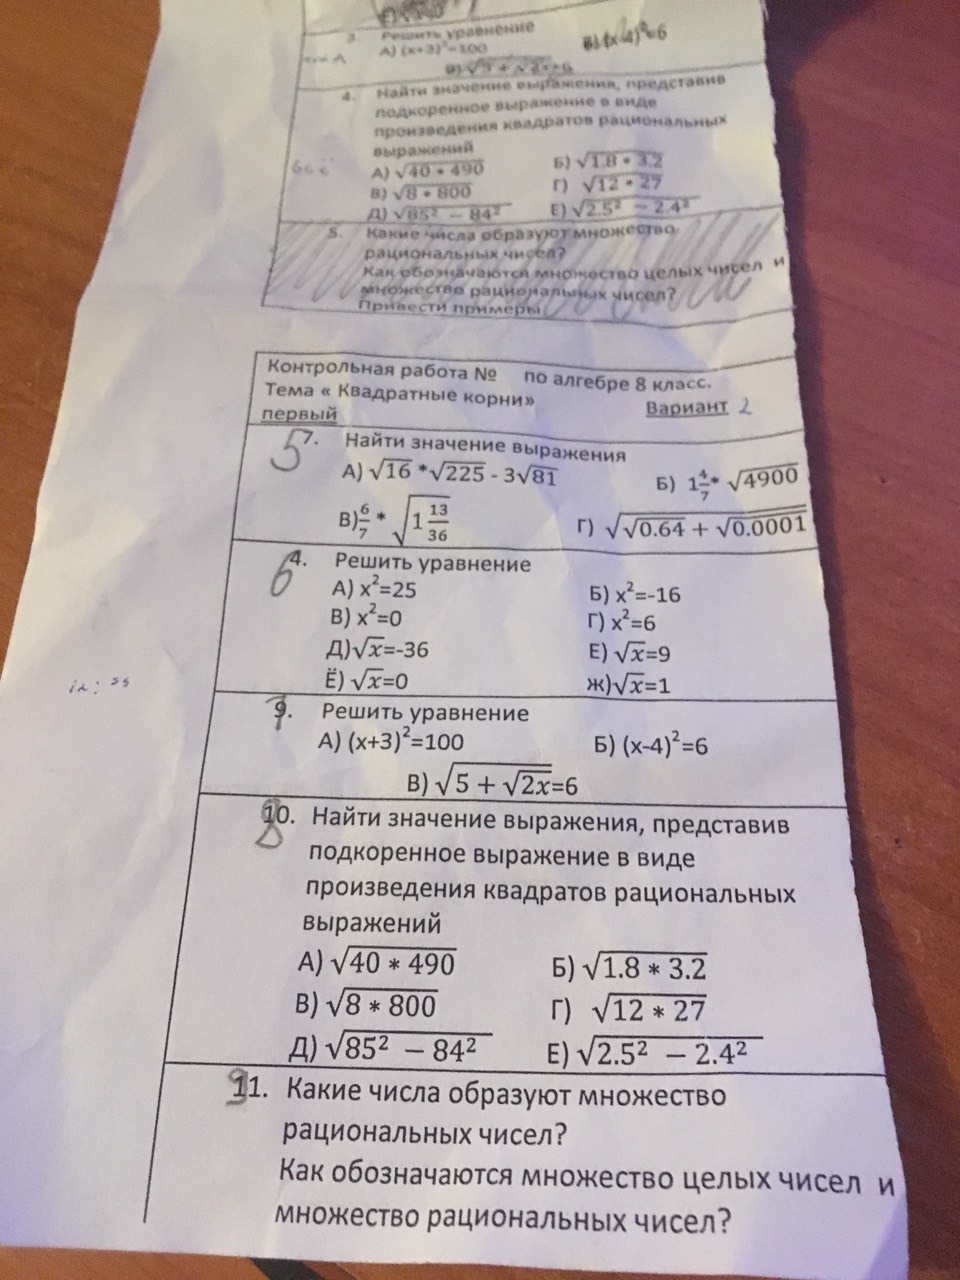 3. Решить уравнение
А) (x+3)²=100 В) (x-4)²=6
4. Найти значение выражения, представив
подкоренное выражение в виде
произведения квадратов рациональных
выражений
А) √40 * 490 Б) √1.8 * 3.2
В) √8 * 800 Г) √12 * 27
Д) √85² − 84² Е) √2.5² − 2.4²
5. Какие числа образуют множество
рациональных чисел?
Как обозначаются множество целых чисел и
множество рациональных чисел?
Привести примеры
Контрольная работа № по алгебре 8 класс.
Тема « Квадратные корни»
первый Вариант 2
5 7. Найти значение выражения
А) √16 *√225 - 3√81 Б) 1 4/7 * √4900
В) 6/7 * √1 13/36 Г) √√0.64 + √0.0001
6 4. Решить уравнение
А) x²=25 Б) x²=-16
В) x²=0 Г) x²=6
Д)√x=-36 Е) √x=9
Ё) √x=0 Ж)√x=1
12:55
9. Решить уравнение
А) (x+3)²=100 Б) (x-4)²=6
В) √5 + √2x=6
8 10. Найти значение выражения, представив
подкоренное выражение в виде
произведения квадратов рациональных
выражений
А) √40 * 490 Б) √1.8 * 3.2
В) √8 * 800 Г) √12 * 27
Д) √85² − 84² Е) √2.5² − 2.4²
9 11. Какие числа образуют множество
рациональных чисел?
Как обозначаются множество целых чисел и
множество рациональных чисел?